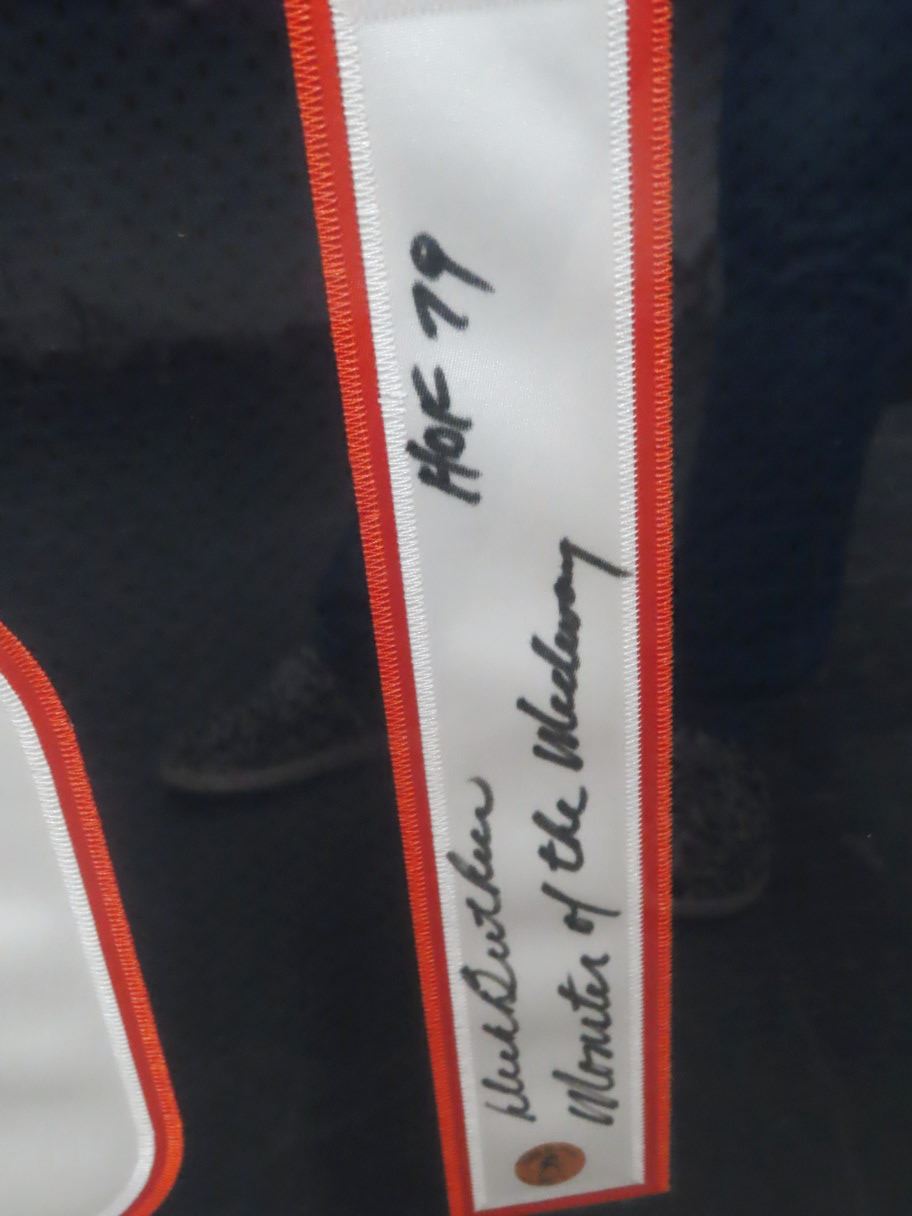 Dick Butkus
Monster of the Midway
HOF 79